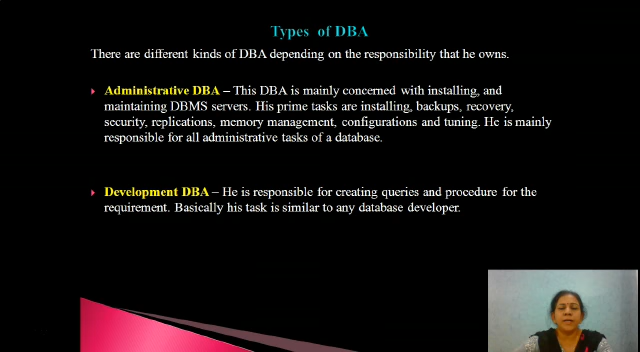 Types of DBA
There are different kinds of DBA depending on the responsibility that he owns.
Administrative DBA – This DBA is mainly concerned with installing, and
maintaining DBMS servers. His prime tasks are installing, backups, recovery,
security, replications, memory management, configurations and tuning. He is mainly
responsible for all administrative tasks of a database.
Development DBA – He is responsible for creating queries and procedure for the
requirement. Basically his task is similar to any database developer.